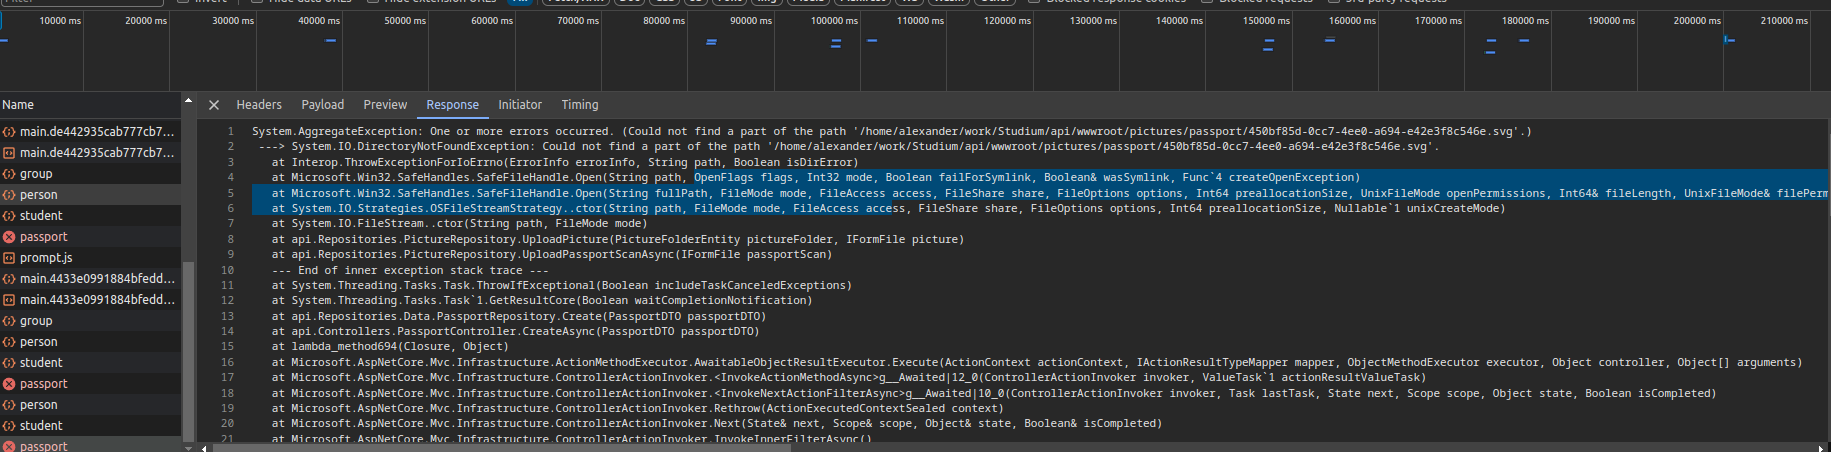 Invert
10000 ms 20000 ms 30000 ms 40000 ms 50000 ms 60000 ms 70000 ms 80000 ms 90000 ms 100000 ms 110000 ms 120000 ms 130000 ms 140000 ms 150000 ms 160000 ms 170000 ms 180000 ms 190000 ms 200000 ms 210000 ms
Name
main.de442935cab777cb7...
main.de442935cab777cb7...
group
person
student
passport
prompt.js
main.4433e0991884bfedd...
main.4433e0991884bfedd...
group
person
student
passport
person
student
passport
Headers Payload Preview Response Initiator Timing
1 System.AggregateException: One or more errors occurred. (Could not find a part of the path '/home/alexander/work/Studium/api/wwwroot/pictures/passport/450bf85d-0cc7-4ee0-a694-e42e3f8c546e.svg'.)
2 ---> System.IO.DirectoryNotFoundException: Could not find a part of the path '/home/alexander/work/Studium/api/wwwroot/pictures/passport/450bf85d-0cc7-4ee0-a694-e42e3f8c546e.svg'.
3 at Interop.ThrowExceptionForIoErrno(ErrorInfo errorInfo, String path, Boolean isDirError)
4 at Microsoft.Win32.SafeHandles.SafeFileHandle.Open(String path, OpenFlags flags, Int32 mode, Boolean failForSymlink, Boolean& wasSymlink, Func`4 createOpenException)
5 at Microsoft.Win32.SafeHandles.SafeFileHandle.Open(String fullPath, FileMode mode, FileAccess access, FileShare share, FileOptions options, Int64 preallocationSize, UnixFileMode openPermissions, Int64& fileLength, UnixFileMode& filePerm
6 at System.IO.Strategies.OSFileStreamStrategy..ctor(String path, FileMode mode, FileAccess access, FileShare share, FileOptions options, Int64 preallocationSize, Nullable`1 unixCreateMode)
7 at System.IO.FileStream..ctor(String path, FileMode mode)
8 at api.Repositories.PictureRepository.UploadPicture(PictureFolderEntity pictureFolder, IFormFile picture)
9 at api.Repositories.PictureRepository.UploadPassportScanAsync(IFormFile passportScan)
10 --- End of inner exception stack trace ---
11 at System.Threading.Tasks.Task.ThrowIfExceptional(Boolean includeTaskCanceledExceptions)
12 at System.Threading.Tasks.Task`1.GetResultCore(Boolean waitCompletionNotification)
13 at api.Repositories.Data.PassportRepository.Create(PassportDTO passportDTO)
14 at api.Controllers.PassportController.CreateAsync(PassportDTO passportDTO)
15 at lambda_method694(Closure, Object)
16 at Microsoft.AspNetCore.Mvc.Infrastructure.ActionMethodExecutor.AwaitableObjectResultExecutor.Execute(ActionContext actionContext, IActionResultTypeMapper mapper, ObjectMethodExecutor executor, Object controller, Object[] arguments)
17 at Microsoft.AspNetCore.Mvc.Infrastructure.ControllerActionInvoker.<InvokeActionMethodAsync>g__Awaited|12_0(ControllerActionInvoker invoker, ValueTask`1 actionResultValueTask)
18 at Microsoft.AspNetCore.Mvc.Infrastructure.ControllerActionInvoker.<InvokeNextActionFilterAsync>g__Awaited|10_0(ControllerActionInvoker invoker, Task lastTask, State next, Scope scope, Object state, Boolean isCompleted)
19 at Microsoft.AspNetCore.Mvc.Infrastructure.ControllerActionInvoker.Rethrow(ActionExecutedContextSealed context)
20 at Microsoft.AspNetCore.Mvc.Infrastructure.ControllerActionInvoker.Next(State& next, Scope& scope, Object& state, Boolean& isCompleted)
21 at Microsoft.AspNetCore.Mvc.Infrastructure.ControllerActionInvoker.InvokeInnerFilterAsync()